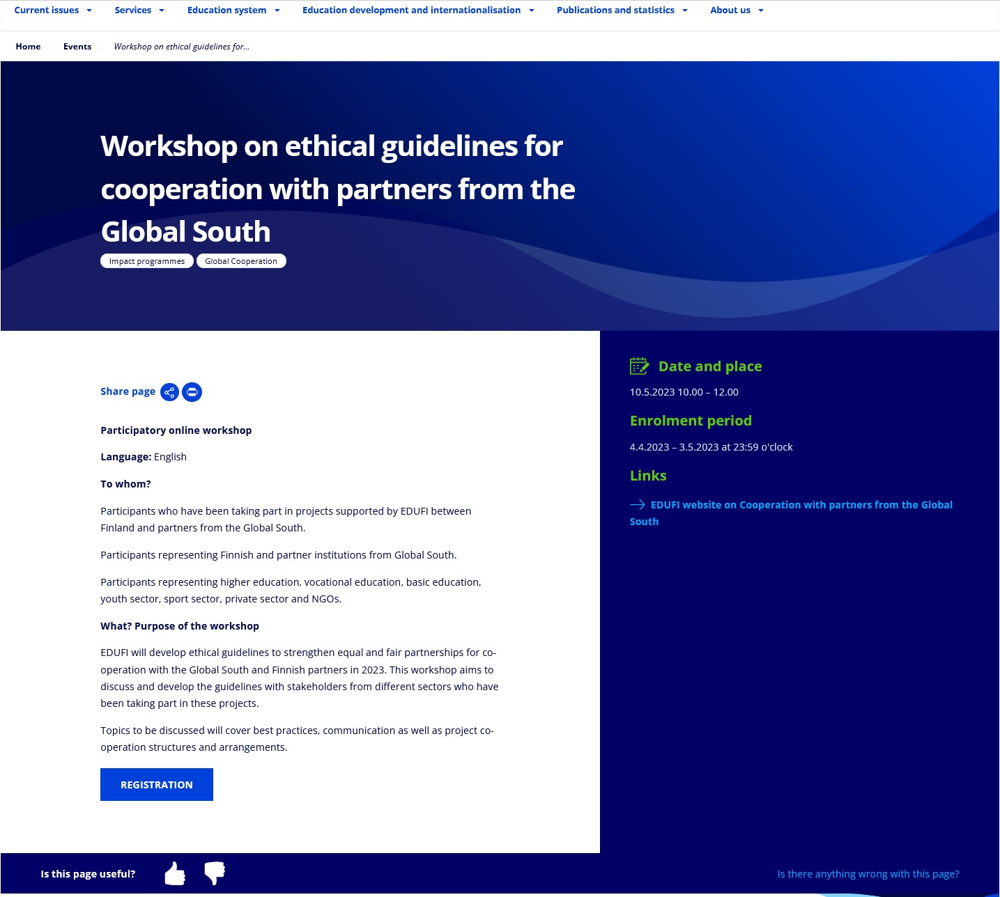 Current issues Services Education system Education development and internationalisation Publications and statistics About us
Home Events Workshop on ethical guidelines for...
Workshop on ethical guidelines for
cooperation with partners from the
Global South
Impact programmes Global Cooperation
Share page
Participatory online workshop
Language: English
To whom?
Participants who have been taking part in projects supported by EDUFI between
Finland and partners from the Global South.
Participants representing Finnish and partner institutions from Global South.
Participants representing higher education, vocational education, basic education,
youth sector, sport sector, private sector and NGOs.
What? Purpose of the workshop
EDUFI will develop ethical guidelines to strengthen equal and fair partnerships for co-
operation with the Global South and Finnish partners in 2023. This workshop aims to
discuss and develop the guidelines with stakeholders from different sectors who have
been taking part in these projects.
Topics to be discussed will cover best practices, communication as well as project co-
operation structures and arrangements.
REGISTRATION
Date and place
10.5.2023 10.00 – 12.00
Enrolment period
4.4.2023 – 3.5.2023 at 23:59 o'clock
Links
EDUFI website on Cooperation with partners from the Global
South
Is this page useful?
Is there anything wrong with this page?